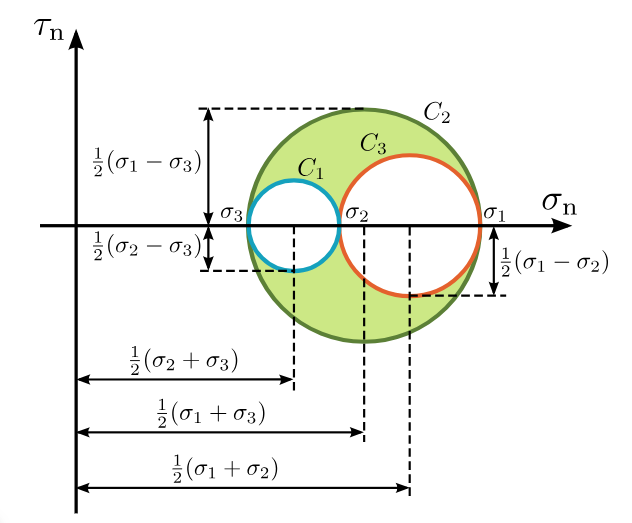 τₙ
C₂
C₃
½(σ₁ − σ₃)
C₁
σₙ
σ₃
σ₂
σ₁
½(σ₂ − σ₃)
½(σ₁ − σ₂)
½(σ₂ + σ₃)
½(σ₁ + σ₃)
½(σ₁ + σ₂)